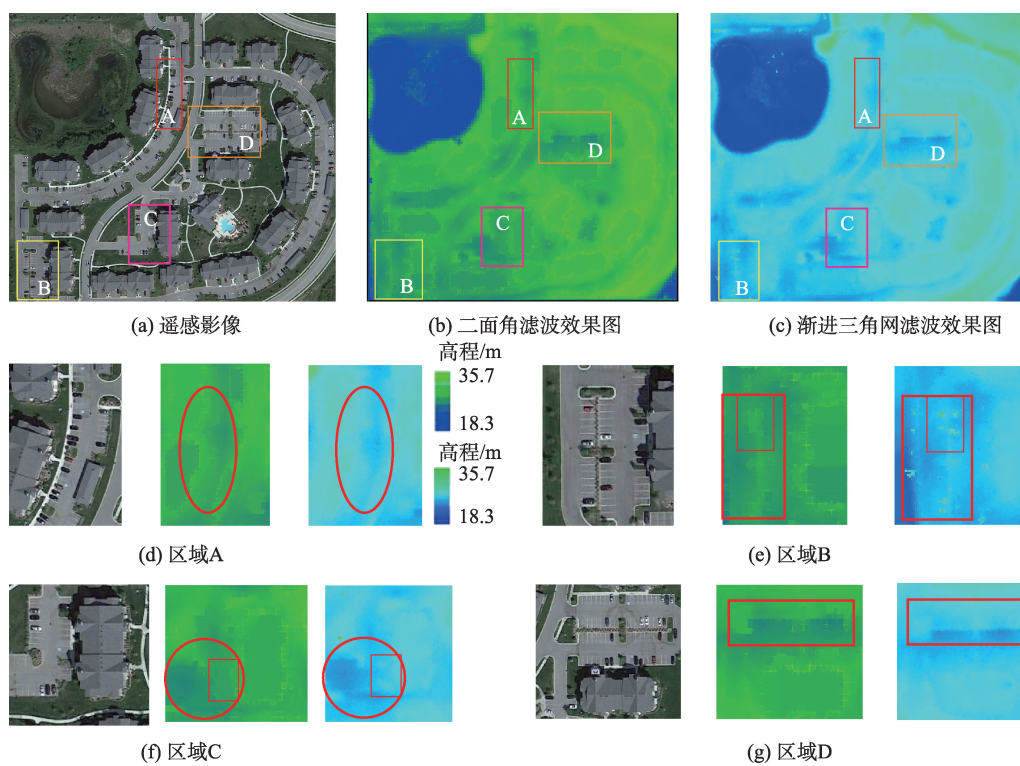 A
D
C
B
A
D
C
B
A
D
C
B
(a) 遥感影像
(b) 二面角滤波效果图
(c) 渐进三角网滤波效果图
高程/m
35.7
18.3
高程/m
35.7
18.3
(d) 区域A
(e) 区域B
(f) 区域C
(g) 区域D